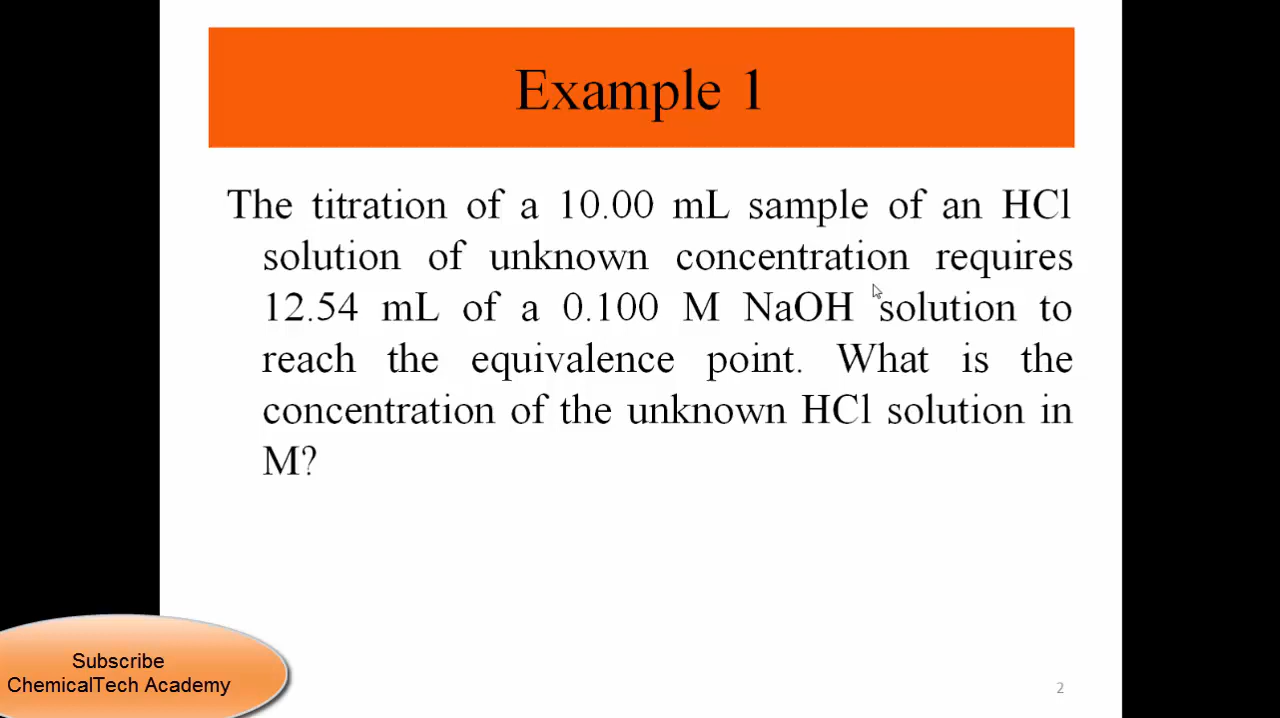 Example 1
The titration of a 10.00 mL sample of an HCl
solution of unknown concentration requires
12.54 mL of a 0.100 M NaOH solution to
reach the equivalence point. What is the
concentration of the unknown HCl solution in
M?
Subscribe
ChemicalTech Academy
2